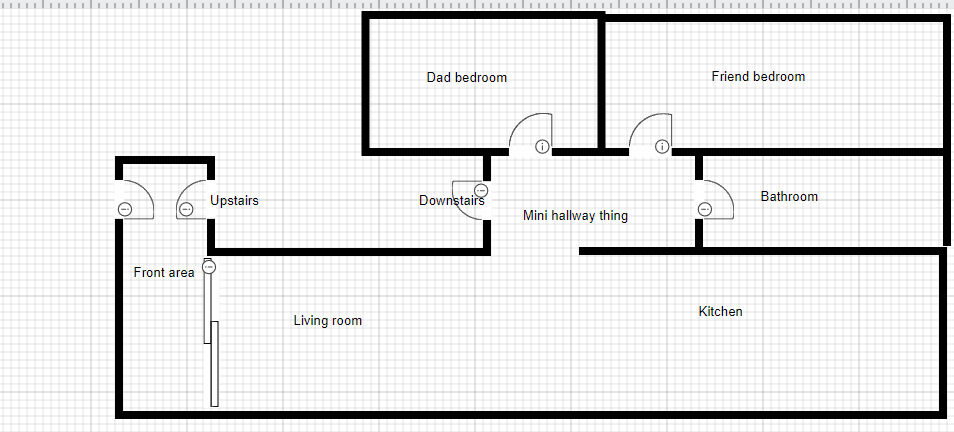 Dad bedroom
Friend bedroom
Upstairs
Downstairs
Mini hallway thing
Bathroom
Front area
Living room
Kitchen